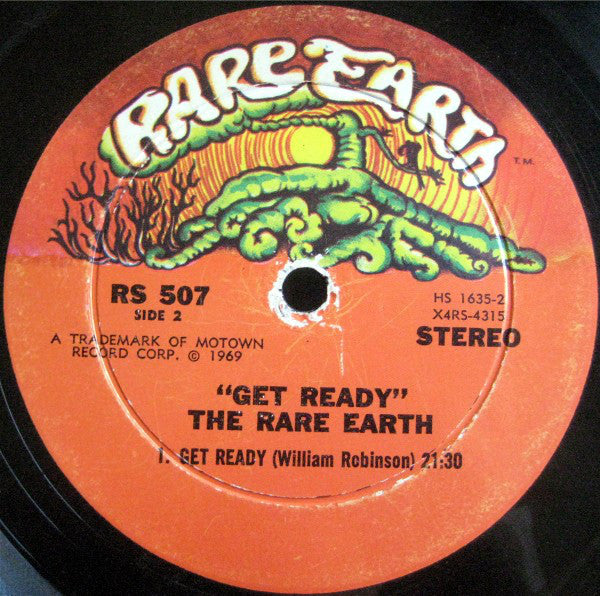 RARE EARTH
T.M.
RS 507
SIDE 2
HS 1635-2
X4RS-4315
STEREO
A TRADEMARK OF MOTOWN
RECORD CORP. © 1969
"GET READY"
THE RARE EARTH
1. GET READY (William Robinson) 21:30